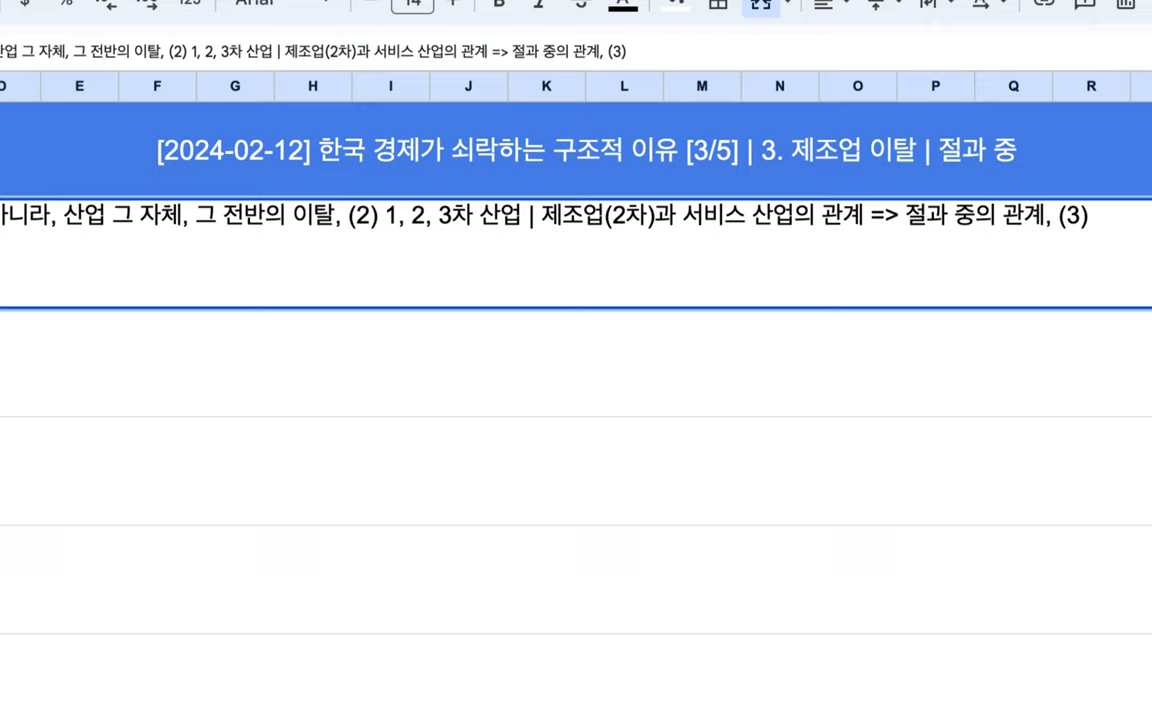 $ % 123 Arial 14 B I S A
산업 그 자체, 그 전반의 이탈, (2) 1, 2, 3차 산업 | 제조업(2차)과 서비스 산업의 관계 => 절과 중의 관계, (3)
D E F G H I J K L M N O P Q R
[2024-02-12] 한국 경제가 쇠락하는 구조적 이유 [3/5] | 3. 제조업 이탈 | 절과 중
아니라, 산업 그 자체, 그 전반의 이탈, (2) 1, 2, 3차 산업 | 제조업(2차)과 서비스 산업의 관계 => 절과 중의 관계, (3)